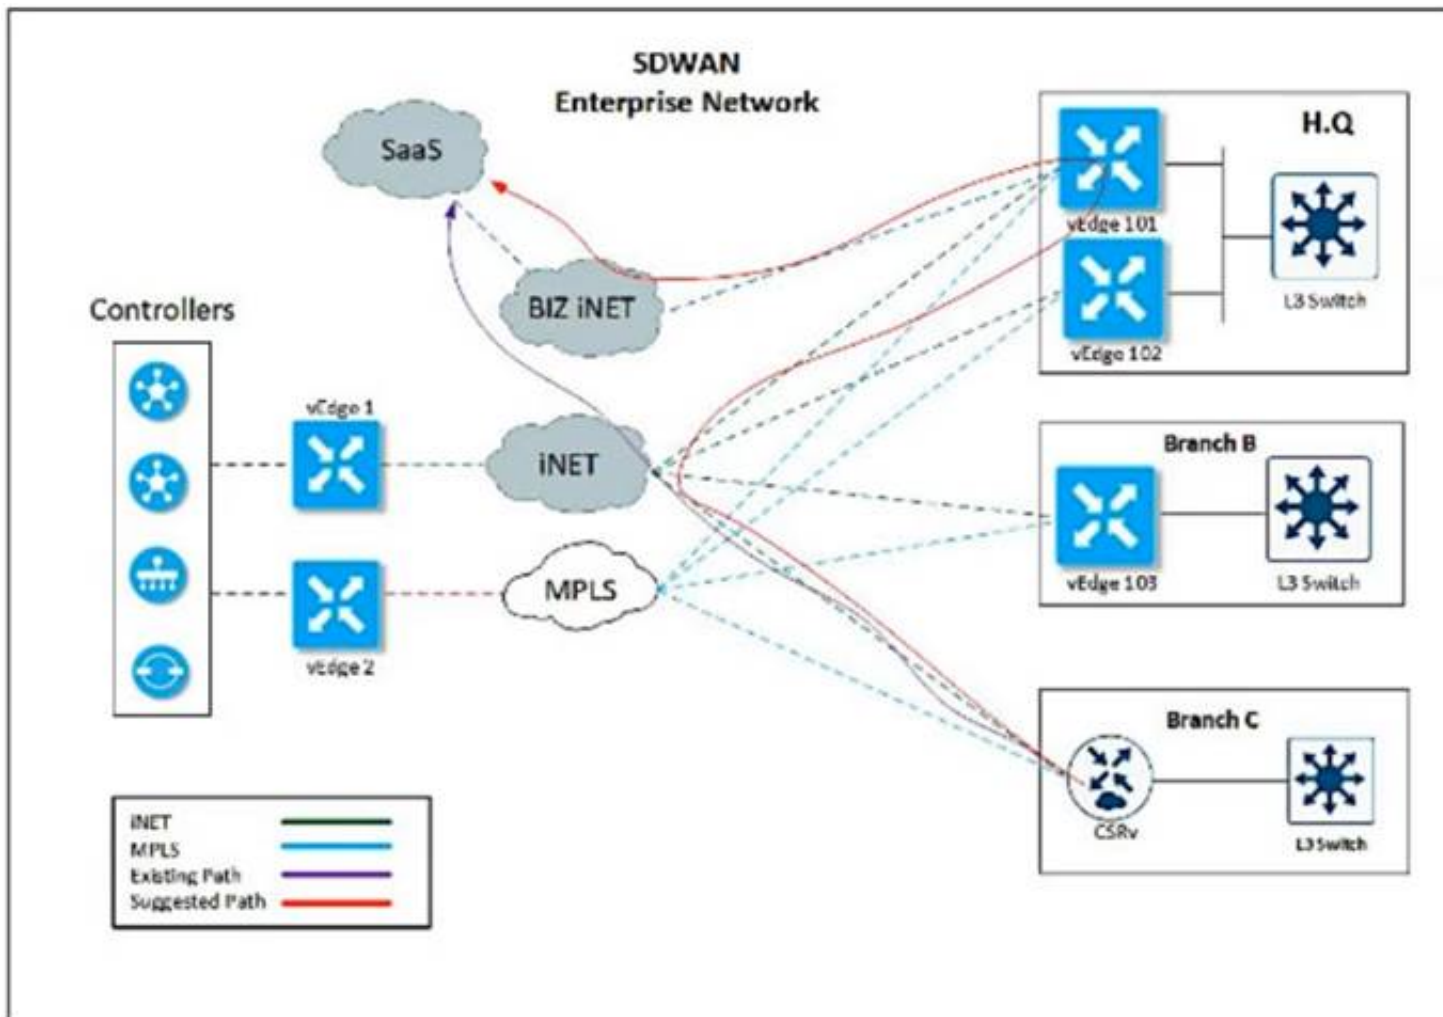 SDWAN
Enterprise Network
SaaS
H.Q
vEdge 101
BIZ iNET
L3 Switch
vEdge 102
Controllers
vEdge 1
iNET
Branch B
MPLS
vEdge 103
L3 Switch
vEdge 2
Branch C
CSRv
L3 Switch
iNET
MPLS
Existing Path
Suggested Path